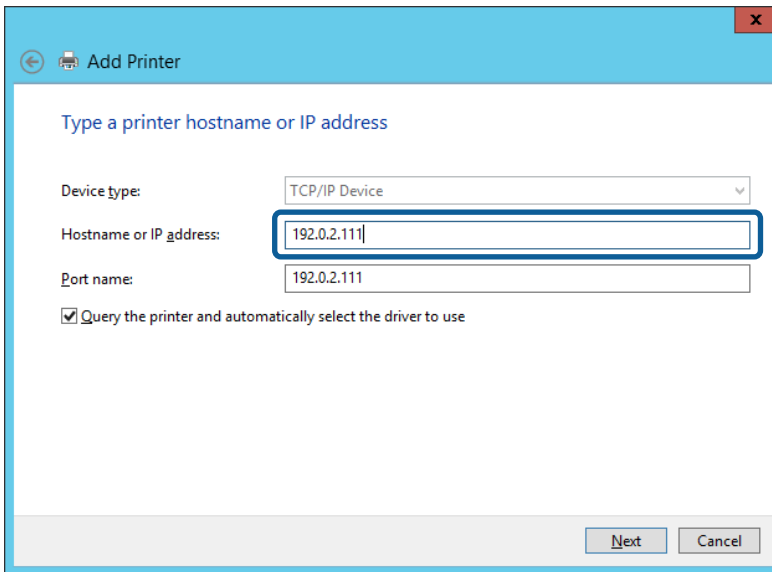 x
Add Printer
Type a printer hostname or IP address
Device type: TCP/IP Device
Hostname or IP address: 192.0.2.111
Port name: 192.0.2.111
Query the printer and automatically select the driver to use
Next Cancel